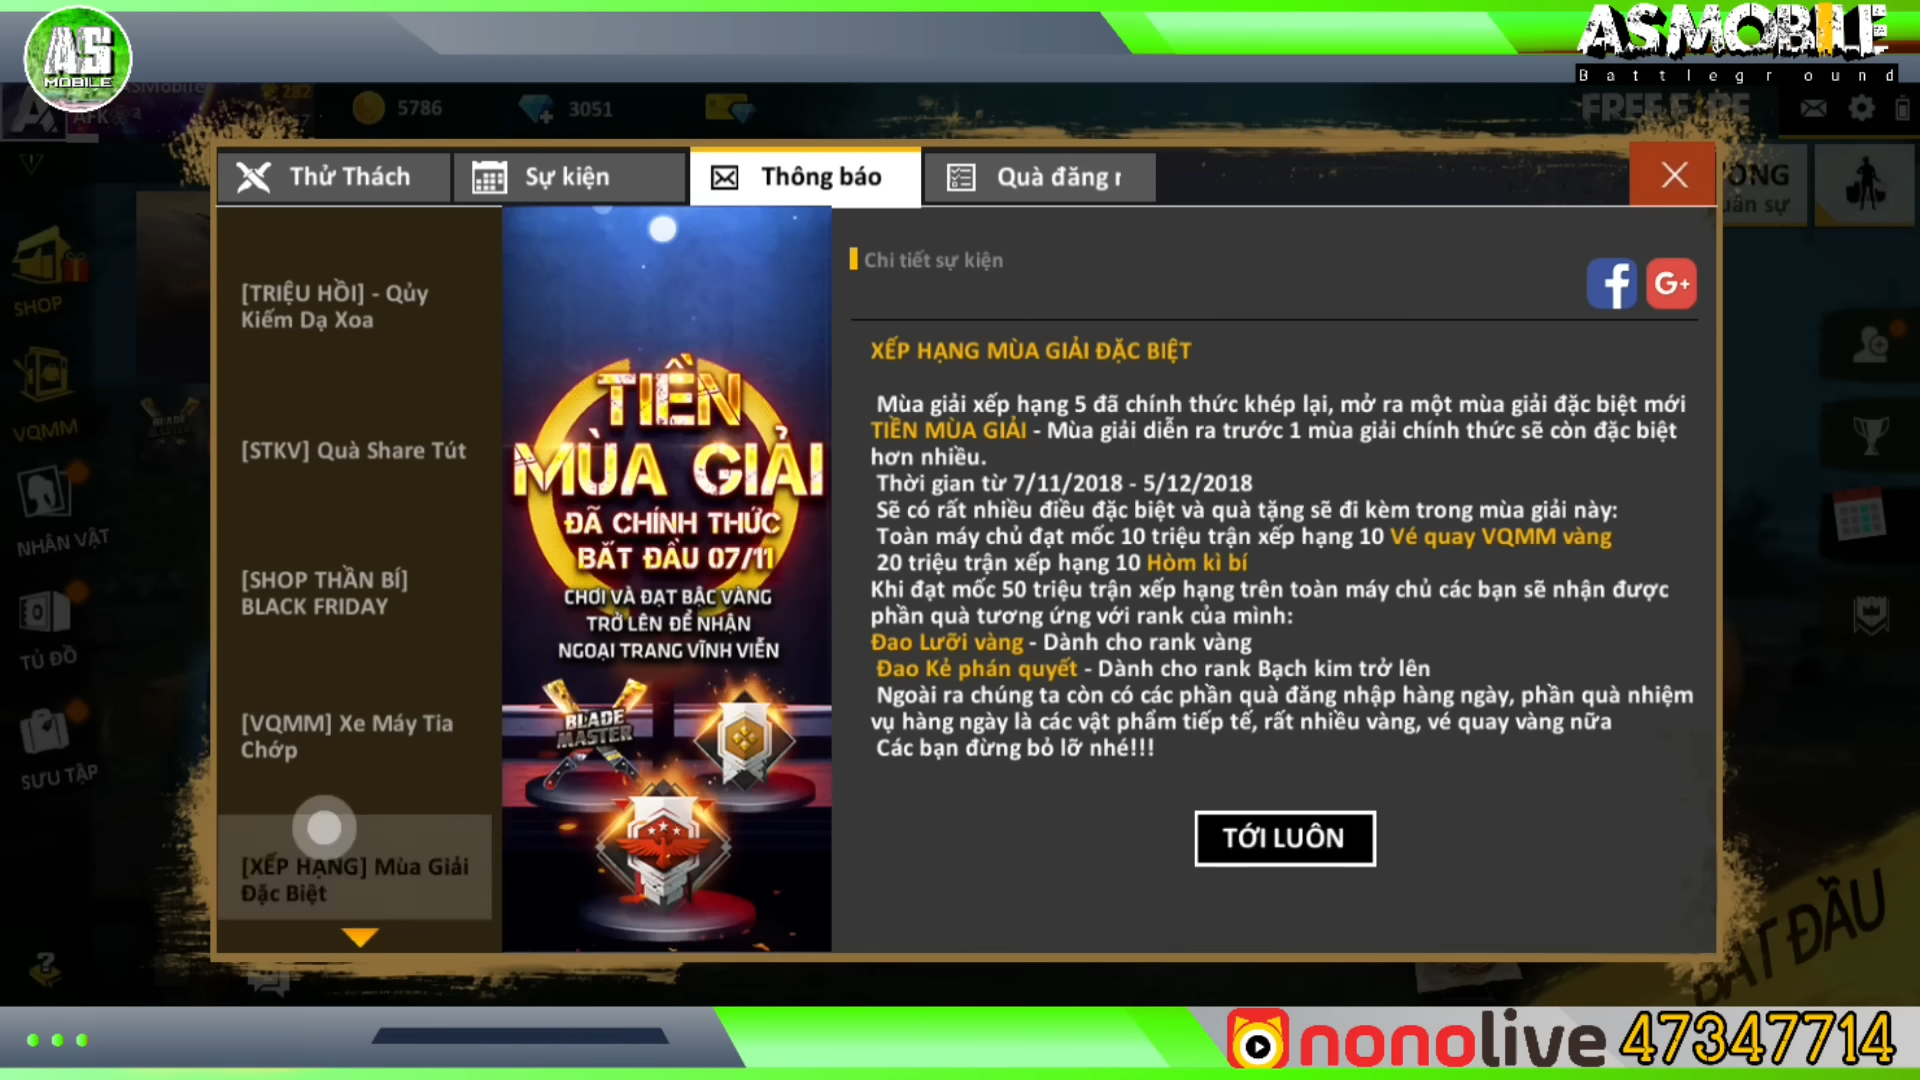 AS
MOBILE
ASMOBILE
Battleground
ASMobile
AFK
282
5786
3051
FREE FIRE
Thử Thách
Sự kiện
Thông báo
Quà đăng
SHOP
VQMM
NHÂN VẬT
TỦ ĐỒ
SƯU TẬP
[TRIỆU HỒI] - Qủy
Kiếm Dạ Xoa
[STKV] Quà Share Tút
[SHOP THẦN BÍ]
BLACK FRIDAY
[VQMM] Xe Máy Tia
Chớp
[XẾP HẠNG] Mùa Giải
Đặc Biệt
TIỀN
MÙA GIẢI
ĐÃ CHÍNH THỨC
BẮT ĐẦU 07/11
CHƠI VÀ ĐẠT BẬC VÀNG
TRỞ LÊN ĐỂ NHẬN
NGOẠI TRANG VĨNH VIỄN
BLADE
MASTER
Chi tiết sự kiện
G+
XẾP HẠNG MÙA GIẢI ĐẶC BIỆT
Mùa giải xếp hạng 5 đã chính thức khép lại, mở ra một mùa giải đặc biệt mới
TIỀN MÙA GIẢI - Mùa giải diễn ra trước 1 mùa giải chính thức sẽ còn đặc biệt
hơn nhiều.
Thời gian từ 7/11/2018 - 5/12/2018
Sẽ có rất nhiều điều đặc biệt và quà tặng sẽ đi kèm trong mùa giải này:
Toàn máy chủ đạt mốc 10 triệu trận xếp hạng 10 Vé quay VQMM vàng
20 triệu trận xếp hạng 10 Hòm kì bí
Khi đạt mốc 50 triệu trận xếp hạng trên toàn máy chủ các bạn sẽ nhận được
phần quà tương ứng với rank của mình:
Đao Lưỡi vàng - Dành cho rank vàng
Đao Kẻ phán quyết - Dành cho rank Bạch kim trở lên
Ngoài ra chúng ta còn có các phần quà đăng nhập hàng ngày, phần quà nhiệm
vụ hàng ngày là các vật phẩm tiếp tế, rất nhiều vàng, vé quay vàng nữa
Các bạn đừng bỏ lỡ nhé!!!
TỚI LUÔN
BẮT ĐẦU
nonolive 47347714